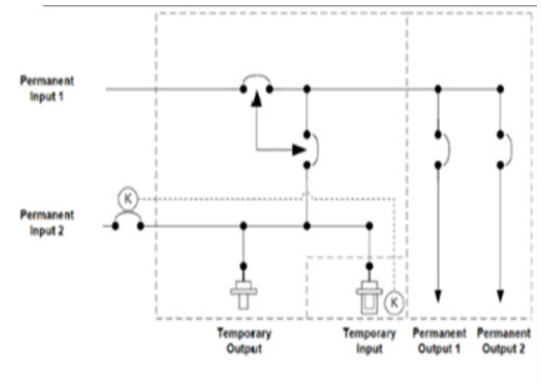 Permanent
Input 1
K
Permanent
Input 2
K
Temporary
Output
Temporary
Input
Permanent
Output 1
Permanent
Output 2